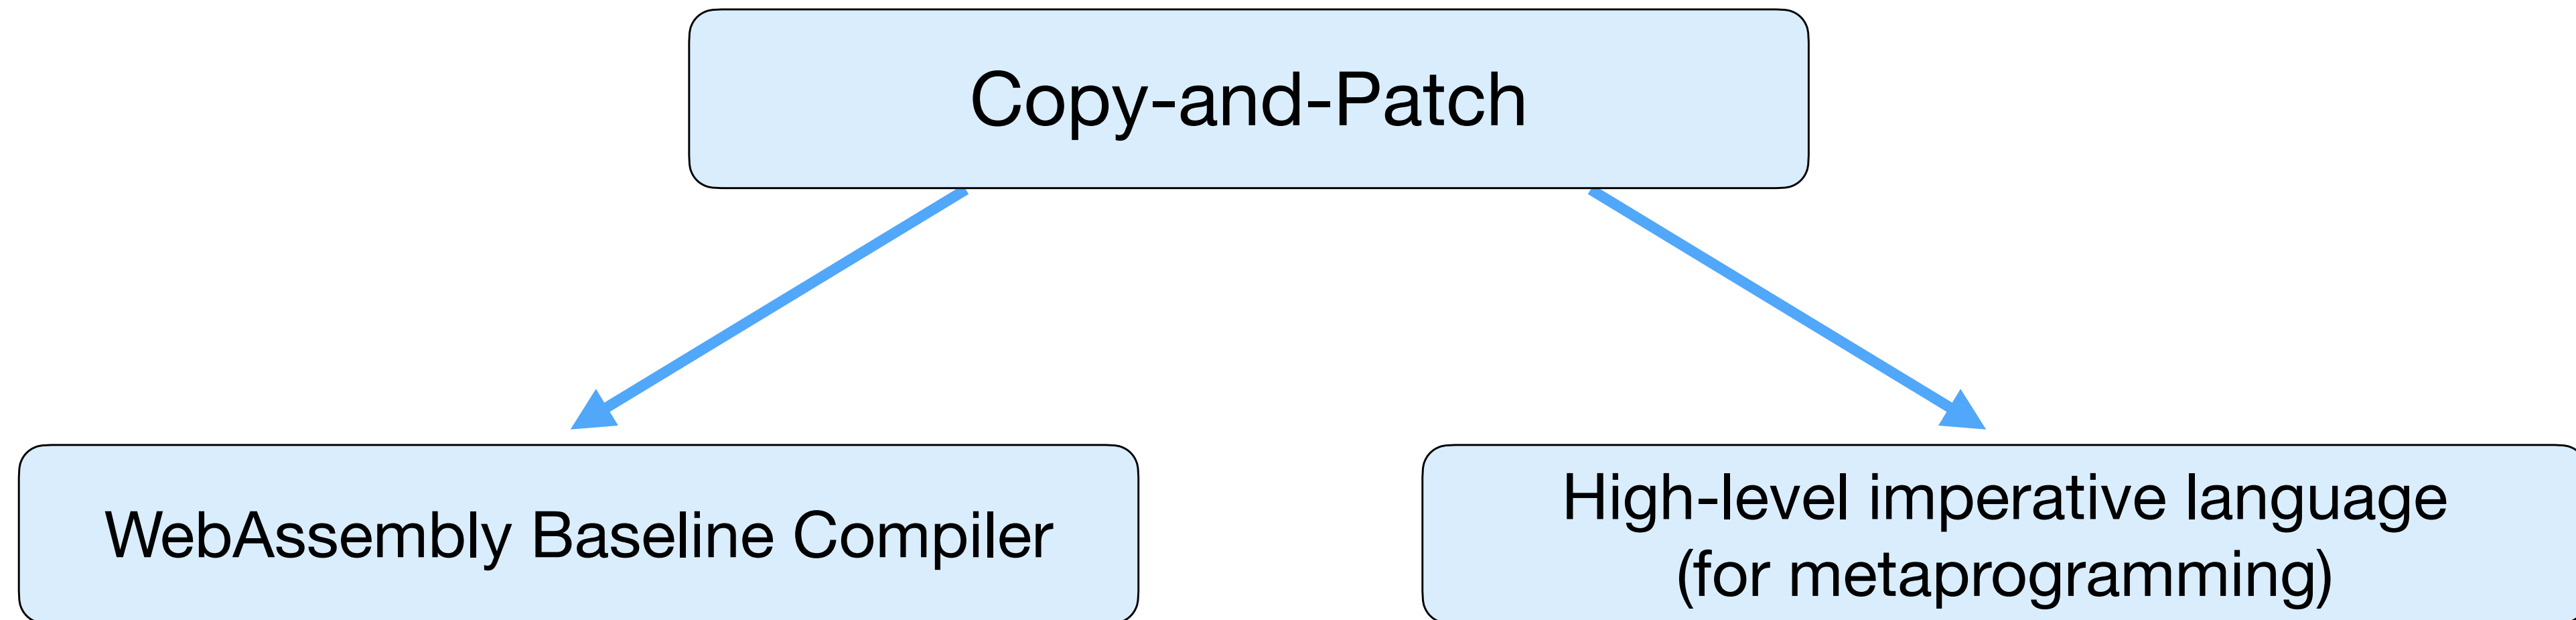 Copy-and-Patch
WebAssembly Baseline Compiler
High-level imperative language
(for metaprogramming)